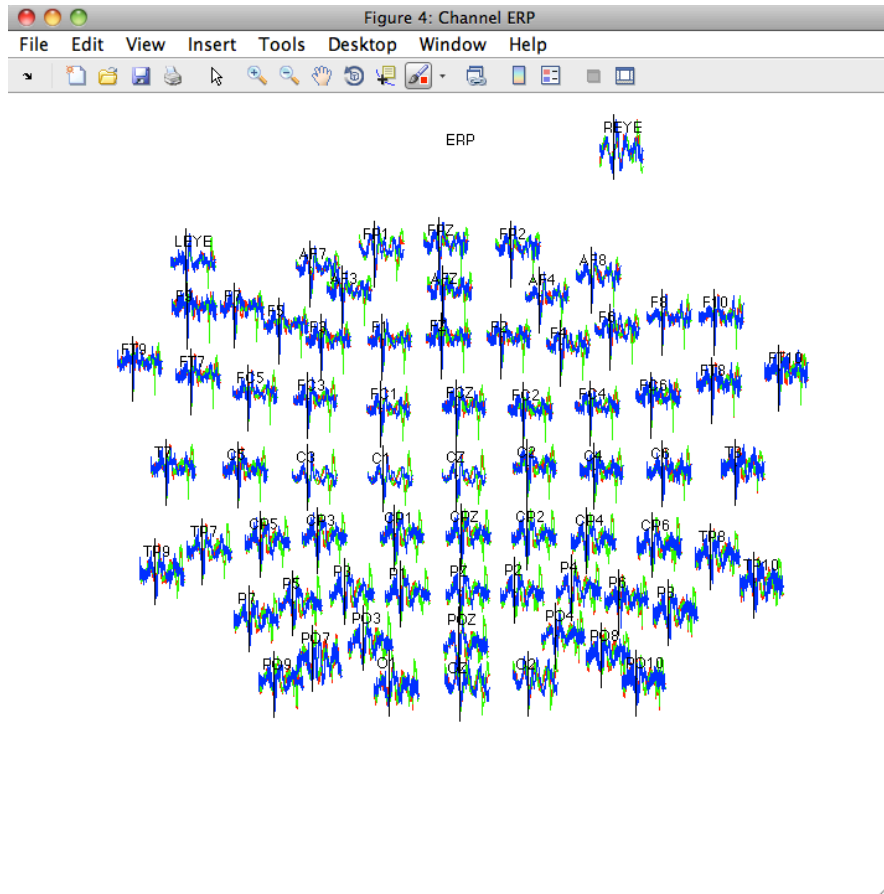 Figure 4: Channel ERP
File Edit View Insert Tools Desktop Window Help
ERP
REYE
LEYE FP1 FPZ FP2
AF7 AF8
AF3 AFZ AF4
F9 F7 F5 F6 F8 F10
F3 F1 FZ F2 F4
FT9 FT7 FC5 FC3 FC1 FCZ FC2 FC4 FC6 FT8 FT10
T7 C5 C3 C1 CZ C2 C4 C6 T8
TP9 TP7 CP5 CP3 CP1 CPZ CP2 CP4 CP6 TP8 TP10
P7 P5 P3 P1 PZ P2 P4 P6 P8
PO3 POZ PO4
PO9 PO7 O1 OZ O2 PO8 PO10